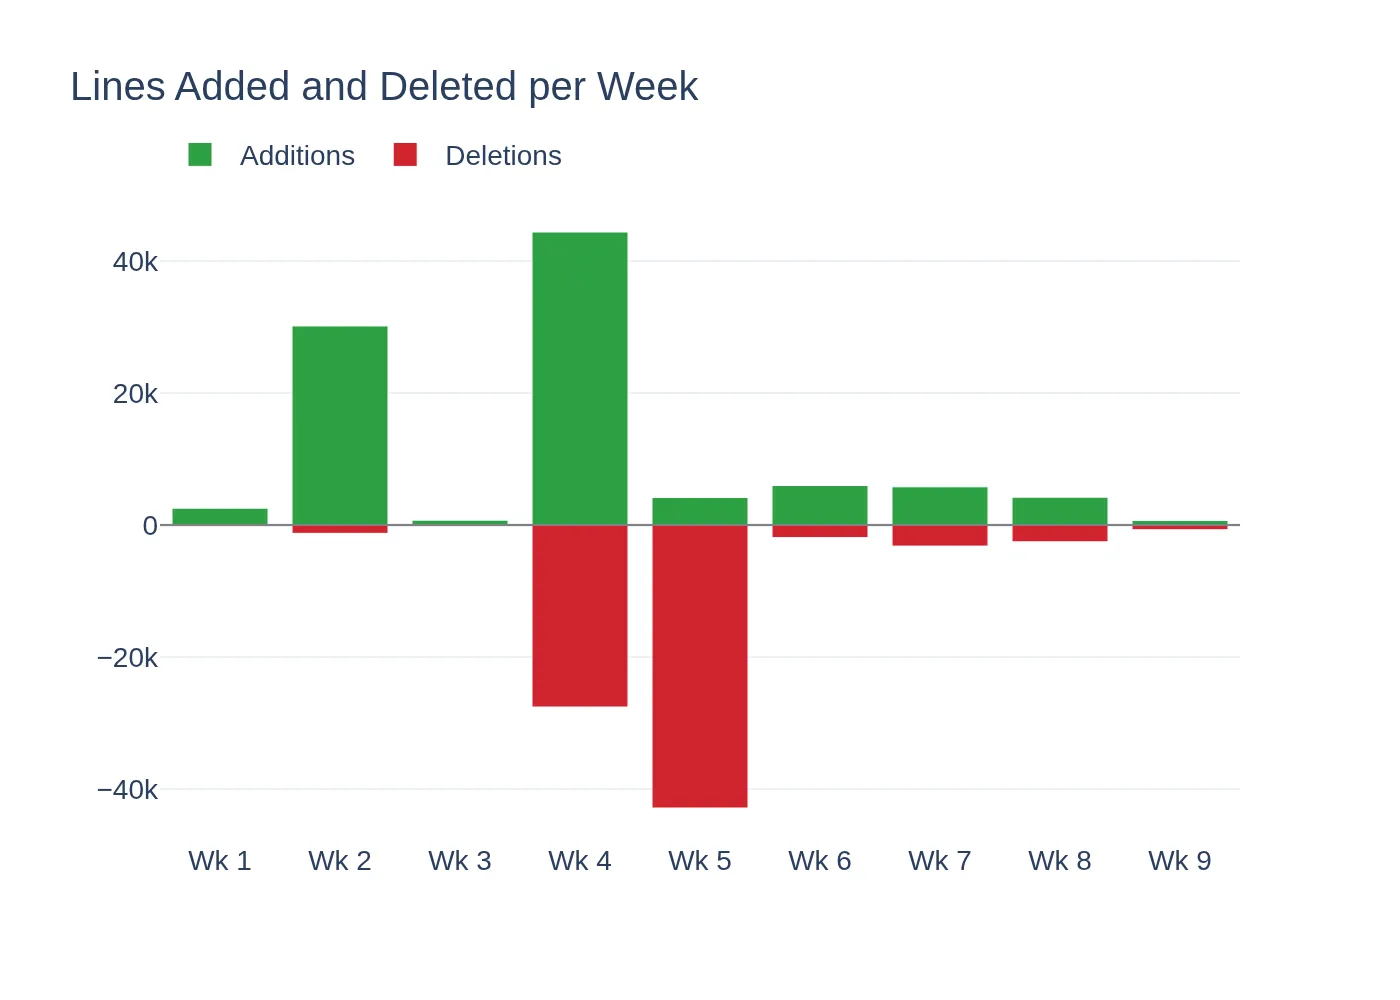 Lines Added and Deleted per Week
Additions Deletions
40k
20k
0
−20k
−40k
Wk 1 Wk 2 Wk 3 Wk 4 Wk 5 Wk 6 Wk 7 Wk 8 Wk 9